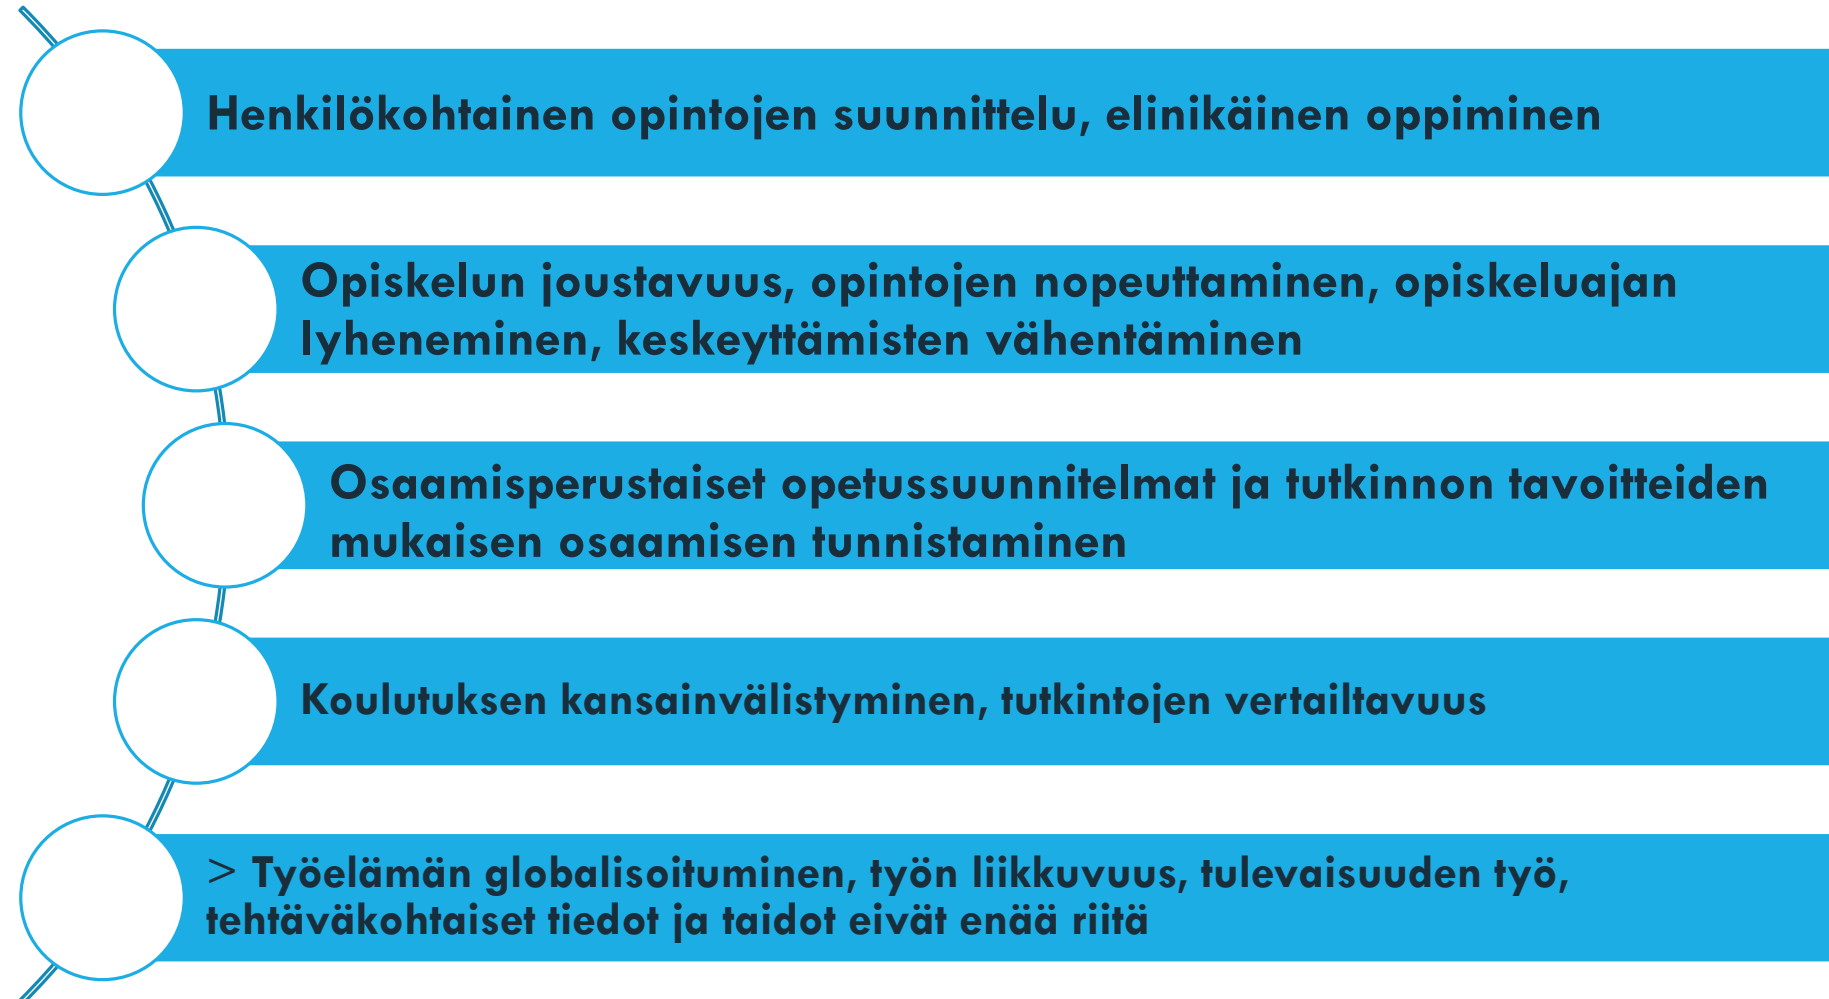 Henkilökohtainen opintojen suunnittelu, elinikäinen oppiminen
Opiskelun joustavuus, opintojen nopeuttaminen, opiskeluajan
lyheneminen, keskeyttämisten vähentäminen
Osaamisperustaiset opetussuunnitelmat ja tutkinnon tavoitteiden
mukaisen osaamisen tunnistaminen
Koulutuksen kansainvälistyminen, tutkintojen vertailtavuus
> Työelämän globalisoituminen, työn liikkuvuus, tulevaisuuden työ,
tehtäväkohtaiset tiedot ja taidot eivät enää riitä